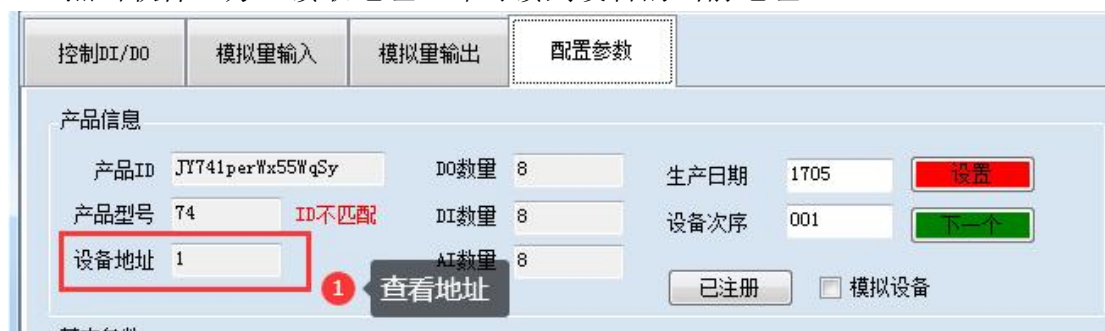 控制DI/DO 模拟量输入 模拟量输出 配置参数
产品信息
产品ID JY741perWx55WqSy DO数量 8 生产日期 1705 设置
产品型号 74 ID不匹配 DI数量 8 设备次序 001 下一个
设备地址 1 AI数量 8
1 查看地址 已注册 模拟设备